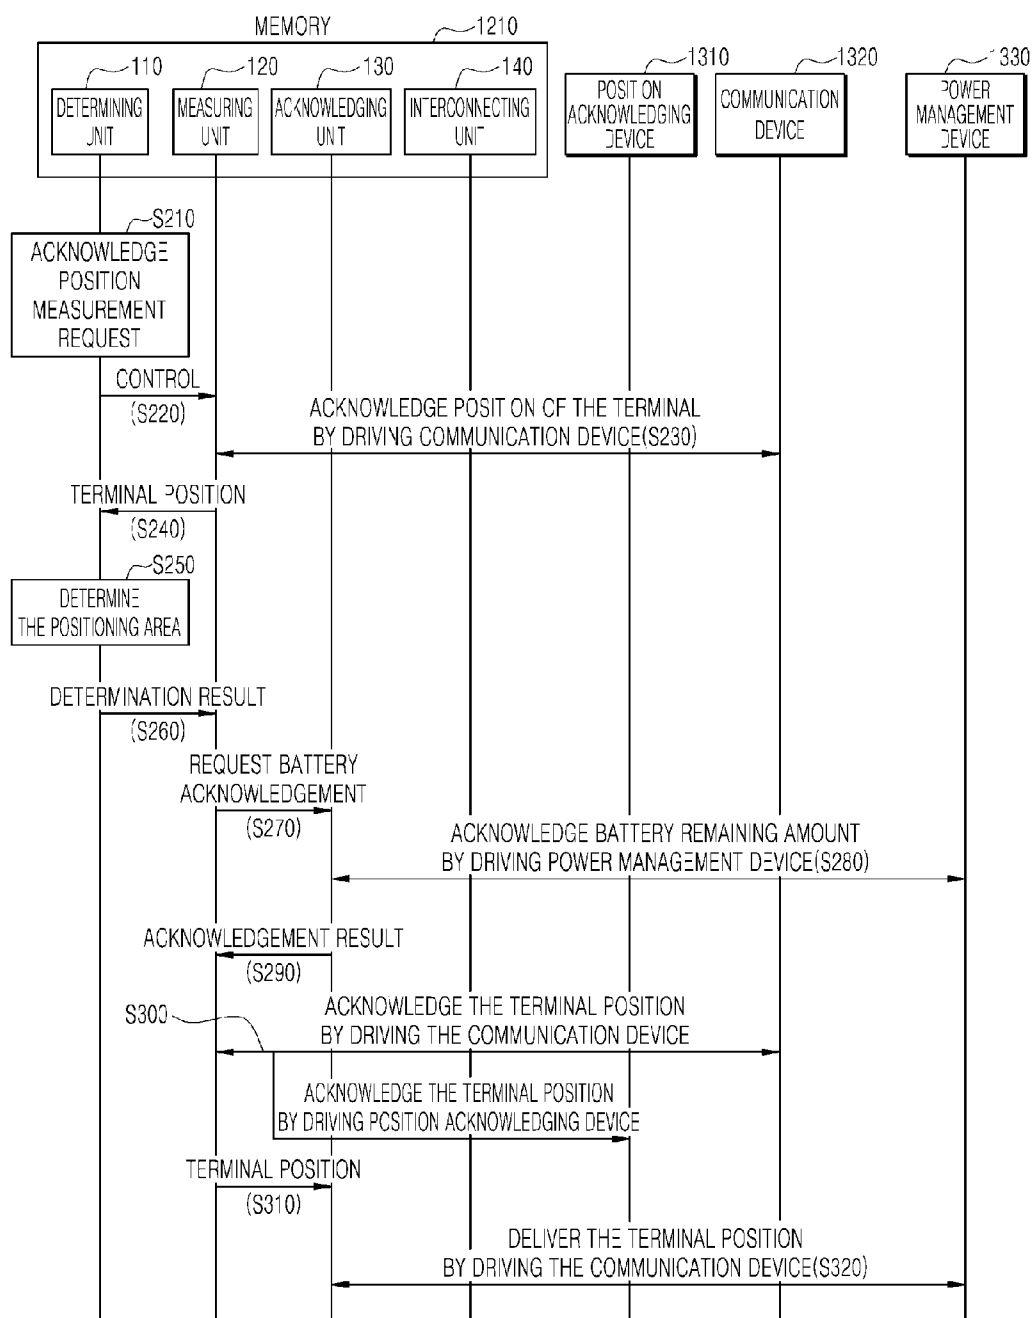 MEMORY
1210
110
120
130
140
1310
1320
330
DETERMINING
UNIT
MEASURING
UNIT
ACKNOWLEDGING
UNIT
INTERCONNECTING
UNIT
POSITION
ACKNOWLEDGING
DEVICE
COMMUNICATION
DEVICE
POWER
MANAGEMENT
DEVICE
S210
ACKNOWLEDGE
POSITION
MEASUREMENT
REQUEST
CONTROL
(S220)
ACKNOWLEDGE POSITION OF THE TERMINAL
BY DRIVING COMMUNICATION DEVICE(S230)
TERMINAL POSITION
(S240)
S250
DETERMINE
THE POSITIONING AREA
DETERMINATION RESULT
(S260)
REQUEST BATTERY
ACKNOWLEDGEMENT
(S270)
ACKNOWLEDGE BATTERY REMAINING AMOUNT
BY DRIVING POWER MANAGEMENT DEVICE(S280)
ACKNOWLEDGEMENT RESULT
(S290)
S300
ACKNOWLEDGE THE TERMINAL POSITION
BY DRIVING THE COMMUNICATION DEVICE
ACKNOWLEDGE THE TERMINAL POSITION
BY DRIVING POSITION ACKNOWLEDGING DEVICE
TERMINAL POSITION
(S310)
DELIVER THE TERMINAL POSITION
BY DRIVING THE COMMUNICATION DEVICE(S320)